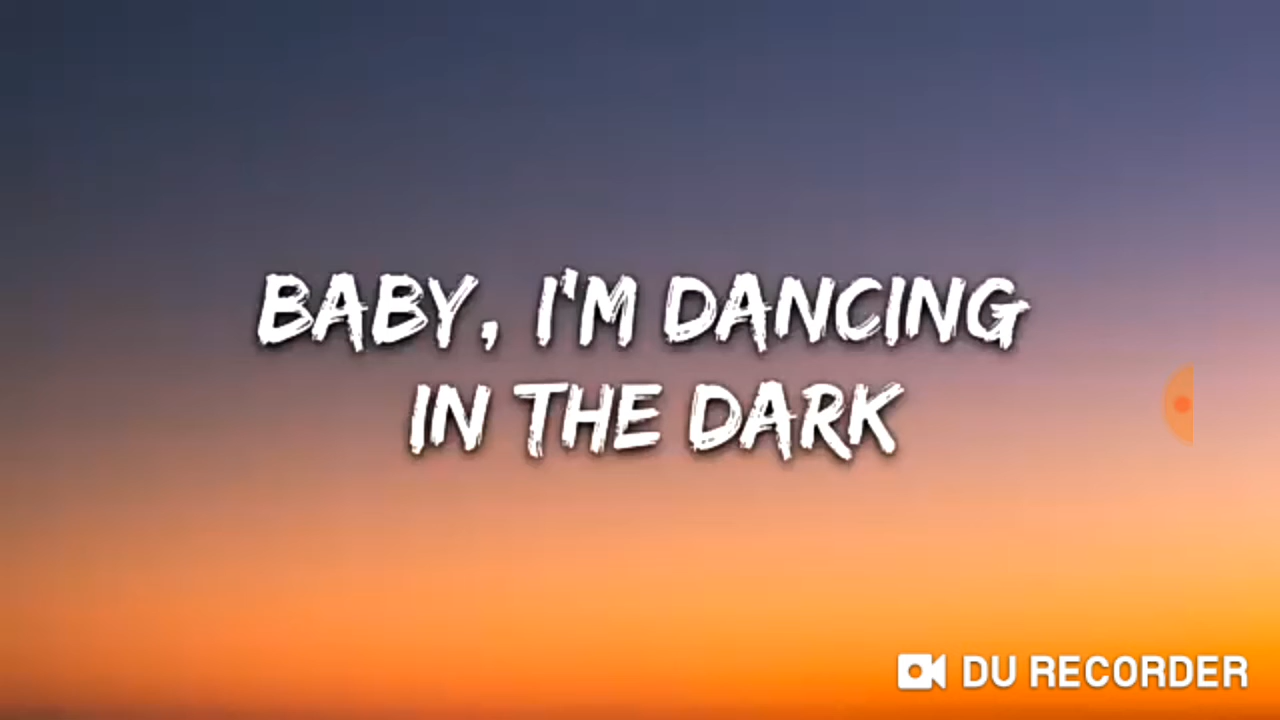 BABY, I'M DANCING
IN THE DARK
DU RECORDER